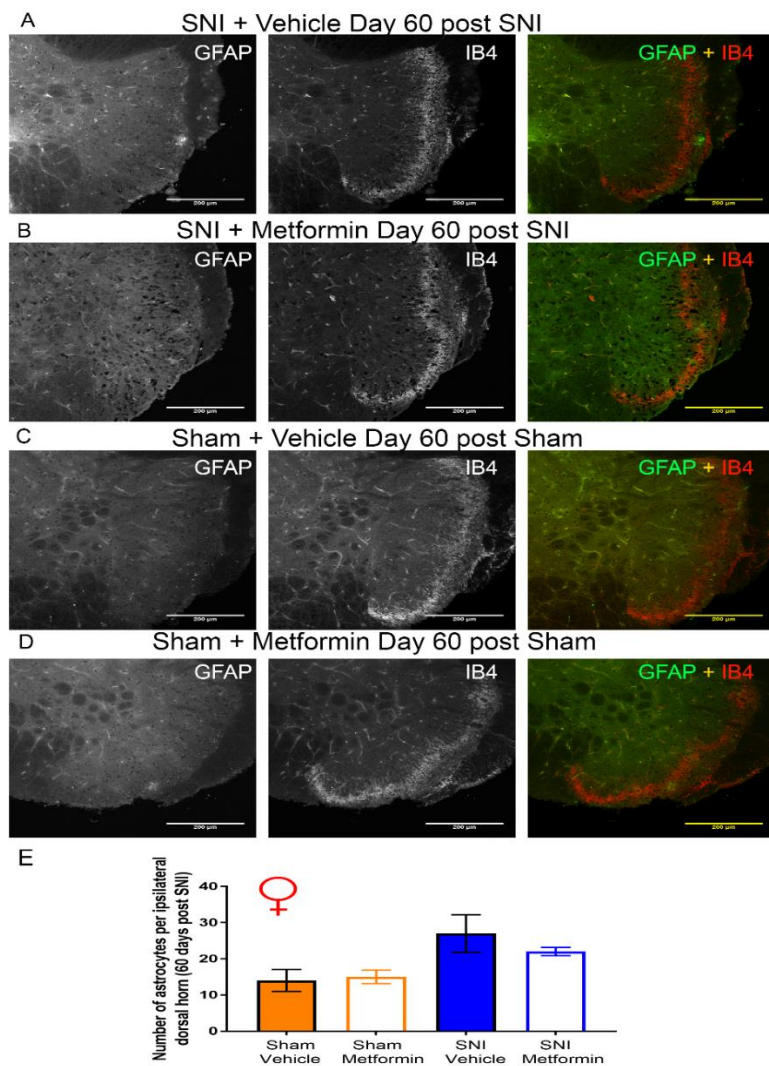 A
SNI + Vehicle Day 60 post SNI
GFAP
IB4
GFAP + IB4
200 µm
200 µm
200 µm
B
SNI + Metformin Day 60 post SNI
GFAP
IB4
GFAP + IB4
200 µm
200 µm
200 µm
C
Sham + Vehicle Day 60 post Sham
GFAP
IB4
GFAP + IB4
200 µm
200 µm
200 µm
D
Sham + Metformin Day 60 post Sham
GFAP
IB4
GFAP + IB4
200 µm
200 µm
200 µm
E
Number of astrocytes per ipsilateral
dorsal horn (60 days post SNI)
40
30
20
10
0
Sham
Vehicle
Sham
Metformin
SNI
Vehicle
SNI
Metformin